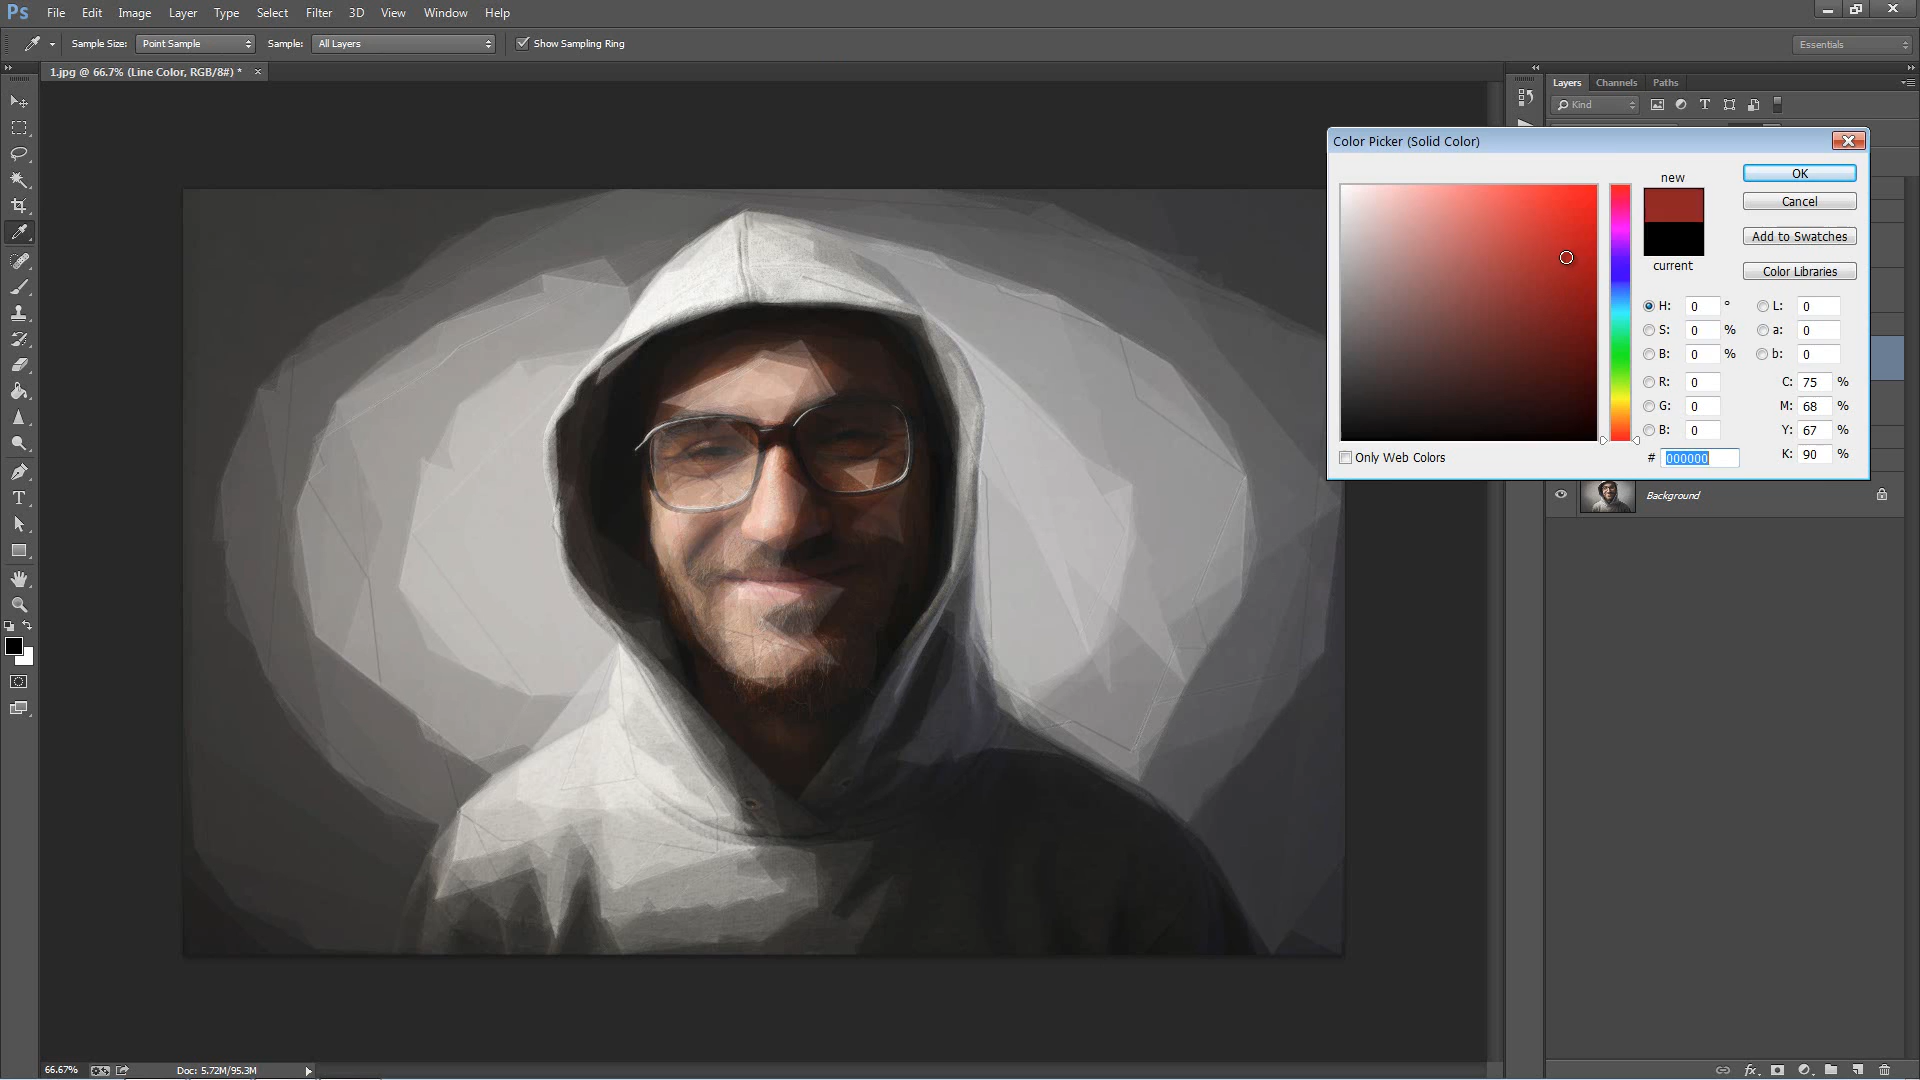 Ps File Edit Image Layer Type Select Filter 3D View Window Help
Sample Size: Point Sample Sample: All Layers Show Sampling Ring Essentials
1.jpg @ 66.7% (Line Color, RGB/8#) *
Layers Channels Paths
Kind
Color Picker (Solid Color)
new
OK
Cancel
Add to Swatches
current
Color Libraries
H: 0 ° L: 0
S: 0 % a: 0
B: 0 % b: 0
R: 0 C: 75 %
G: 0 M: 68 %
B: 0 Y: 67 %
# 000000 K: 90 %
Only Web Colors
Background
66.67% Doc: 5.72M/95.3M